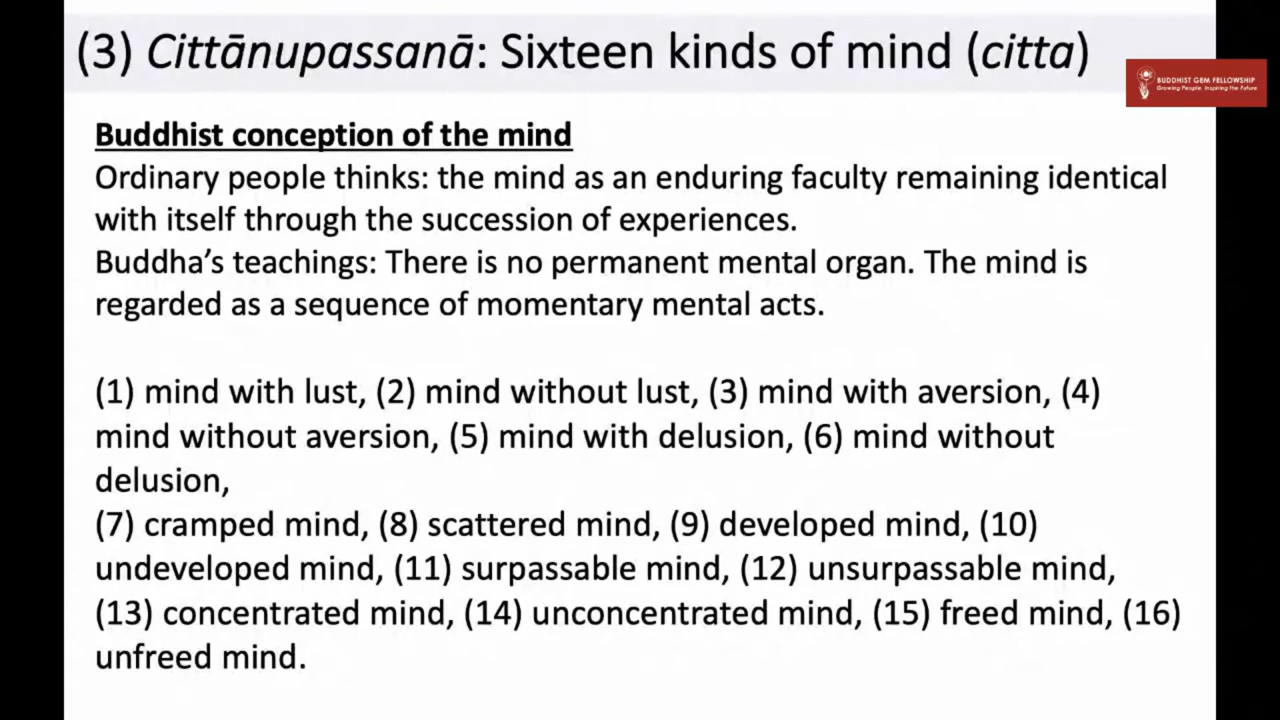 (3) Cittānupassanā: Sixteen kinds of mind (citta)
BUDDHIST GEM FELLOWSHIP
Growing People. Inspiring the Future
Buddhist conception of the mind
Ordinary people thinks: the mind as an enduring faculty remaining identical
with itself through the succession of experiences.
Buddha’s teachings: There is no permanent mental organ. The mind is
regarded as a sequence of momentary mental acts.
(1) mind with lust, (2) mind without lust, (3) mind with aversion, (4)
mind without aversion, (5) mind with delusion, (6) mind without
delusion,
(7) cramped mind, (8) scattered mind, (9) developed mind, (10)
undeveloped mind, (11) surpassable mind, (12) unsurpassable mind,
(13) concentrated mind, (14) unconcentrated mind, (15) freed mind, (16)
unfreed mind.